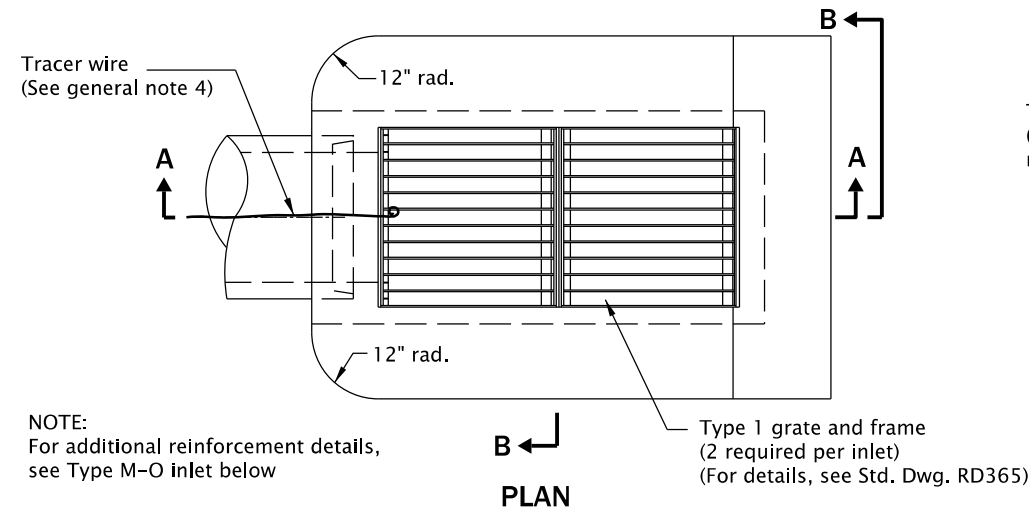 B
Tracer wire
(See general note 4)
12" rad.
A
A
12" rad.
NOTE:
For additional reinforcement details,
see Type M-O inlet below
B
Type 1 grate and frame
(2 required per inlet)
(For details, see Std. Dwg. RD365)
PLAN